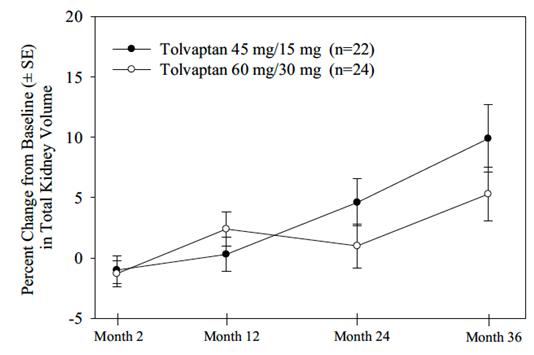 Percent Change from Baseline (± SE)
in Total Kidney Volume
20
15
10
5
0
-5
Tolvaptan 45 mg/15 mg (n=22)
Tolvaptan 60 mg/30 mg (n=24)
Month 2
Month 12
Month 24
Month 36